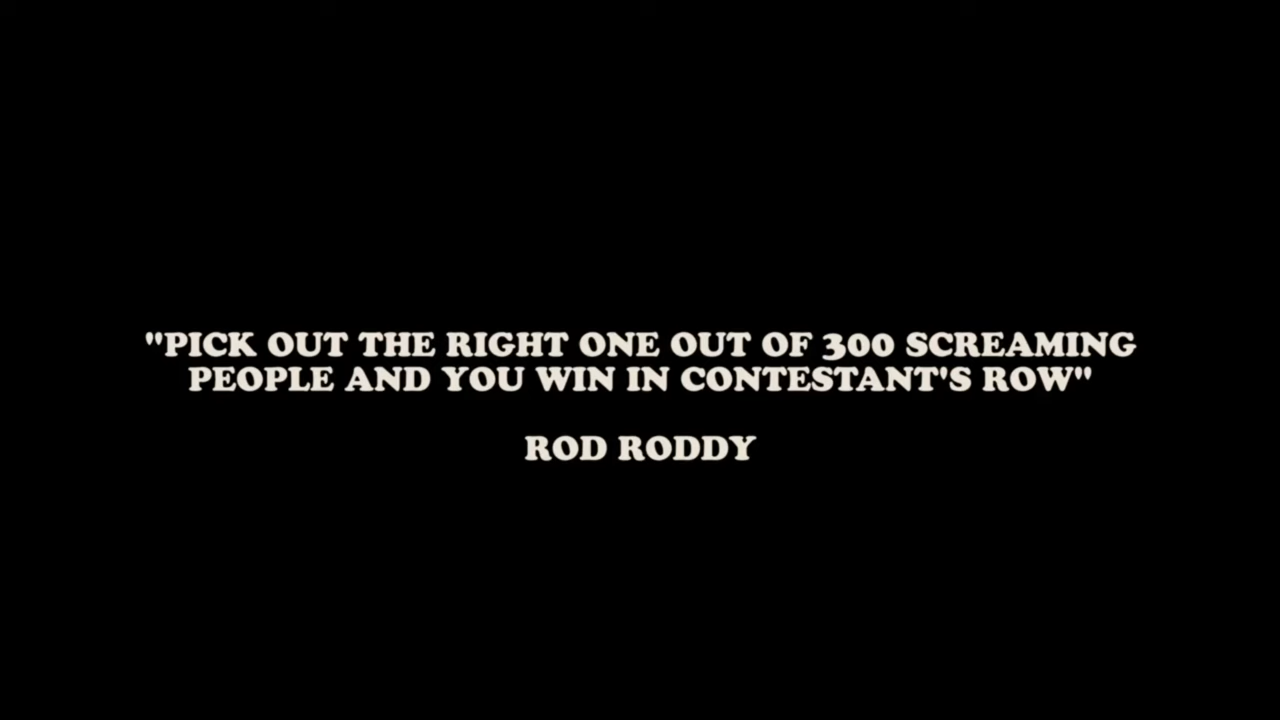 "PICK OUT THE RIGHT ONE OUT OF 300 SCREAMING
PEOPLE AND YOU WIN IN CONTESTANT'S ROW"
ROD RODDY